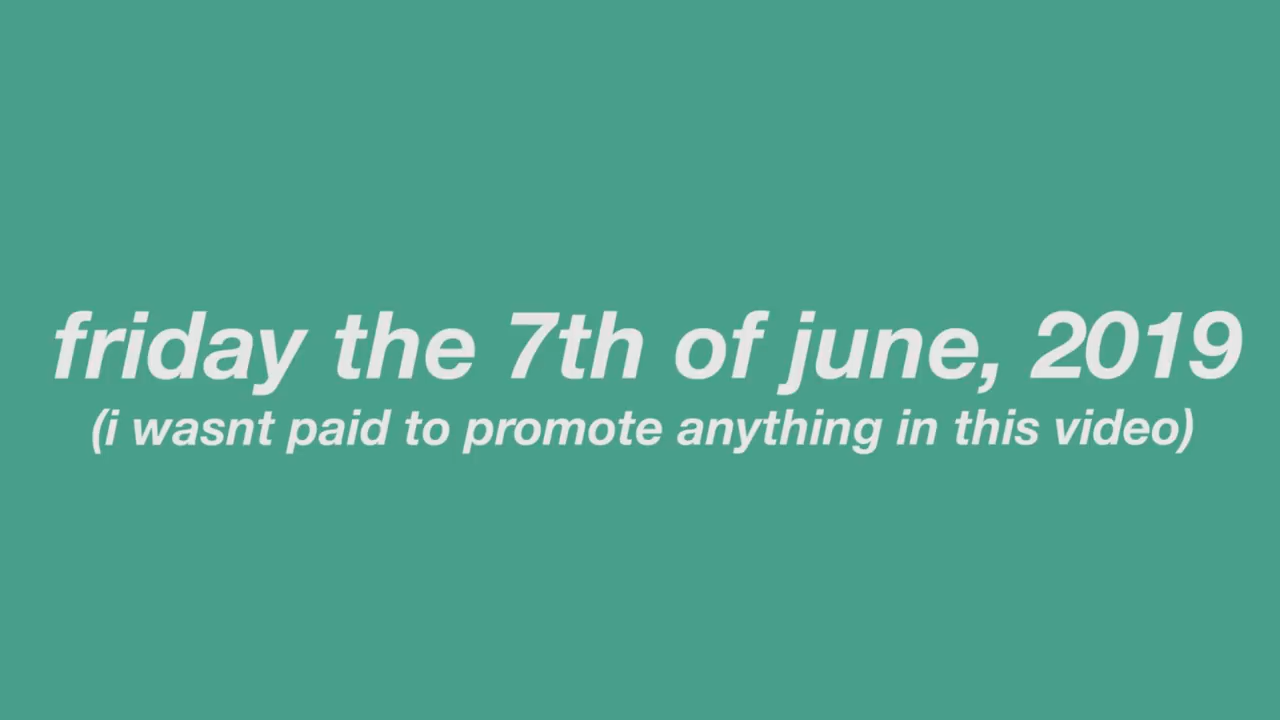 friday the 7th of june, 2019
(i wasnt paid to promote anything in this video)